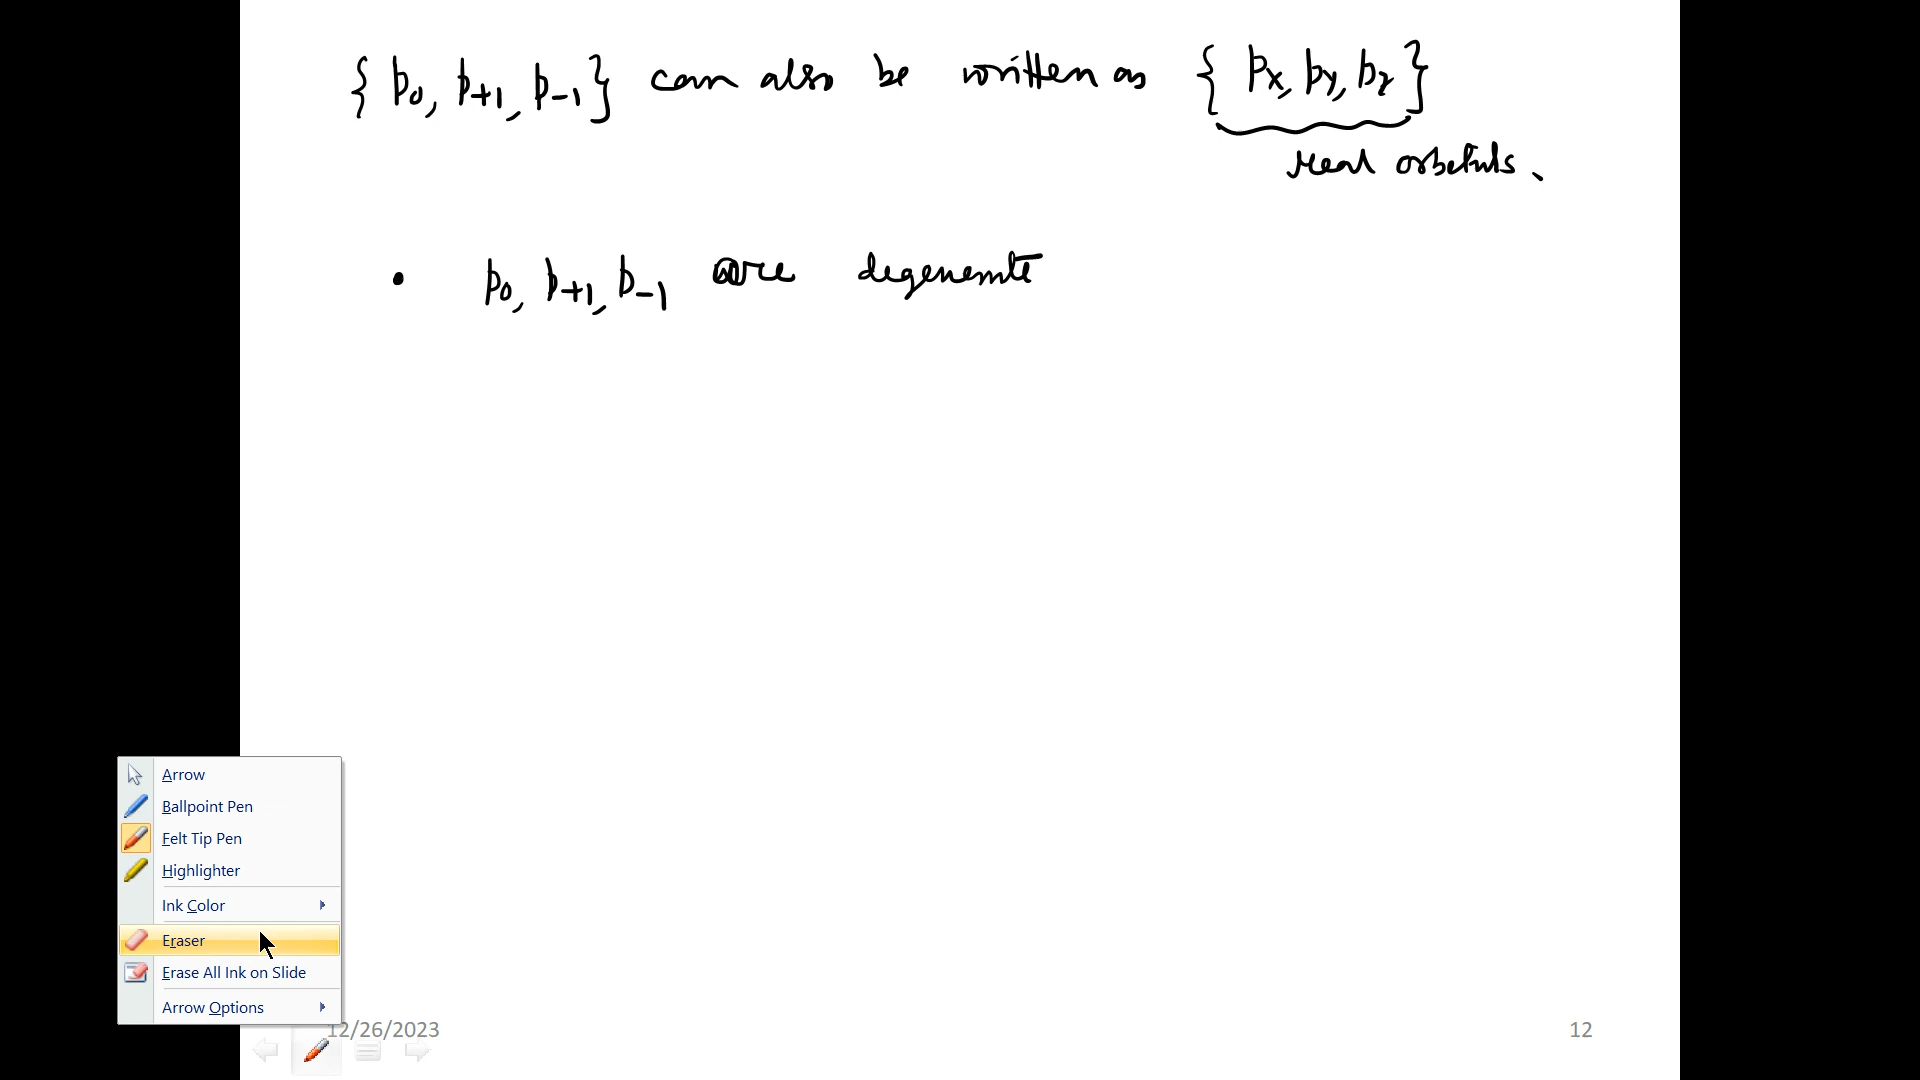 { p0, p+1, p-1 } can also be written as { px, py, pz }
real orbitals.
• p0, p+1, p-1 are degenerate
Arrow
Ballpoint Pen
Felt Tip Pen
Highlighter
Ink Color
Eraser
Erase All Ink on Slide
Arrow Options
12/26/2023
12